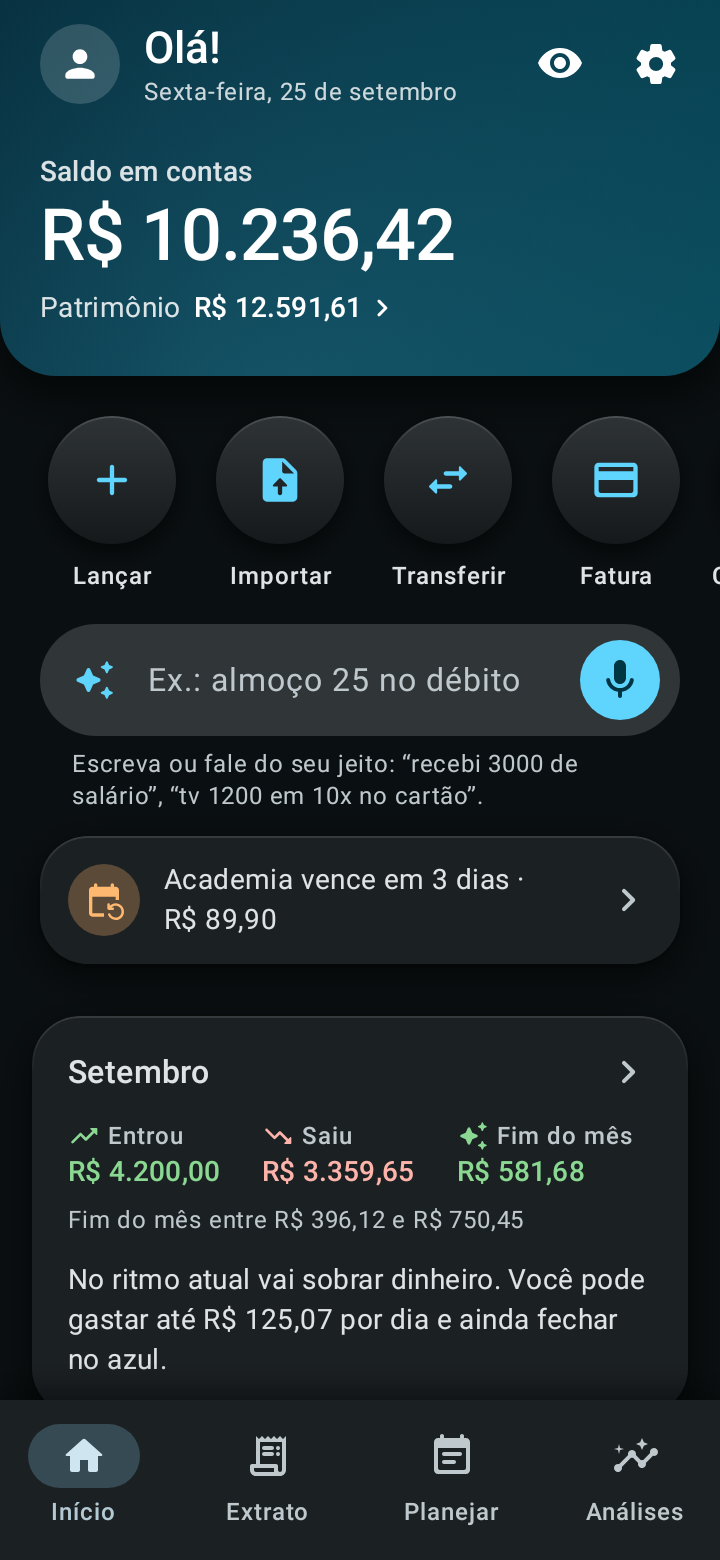 Olá!
Sexta-feira, 25 de setembro
Saldo em contas
R$ 10.236,42
Patrimônio R$ 12.591,61
Lançar
Importar
Transferir
Fatura
Ex.: almoço 25 no débito
Escreva ou fale do seu jeito: “recebi 3000 de
salário”, “tv 1200 em 10x no cartão”.
Academia vence em 3 dias ·
R$ 89,90
Setembro
Entrou
Saiu
Fim do mês
R$ 4.200,00
R$ 3.359,65
R$ 581,68
Fim do mês entre R$ 396,12 e R$ 750,45
No ritmo atual vai sobrar dinheiro. Você pode
gastar até R$ 125,07 por dia e ainda fechar
no azul.
Início
Extrato
Planejar
Análises